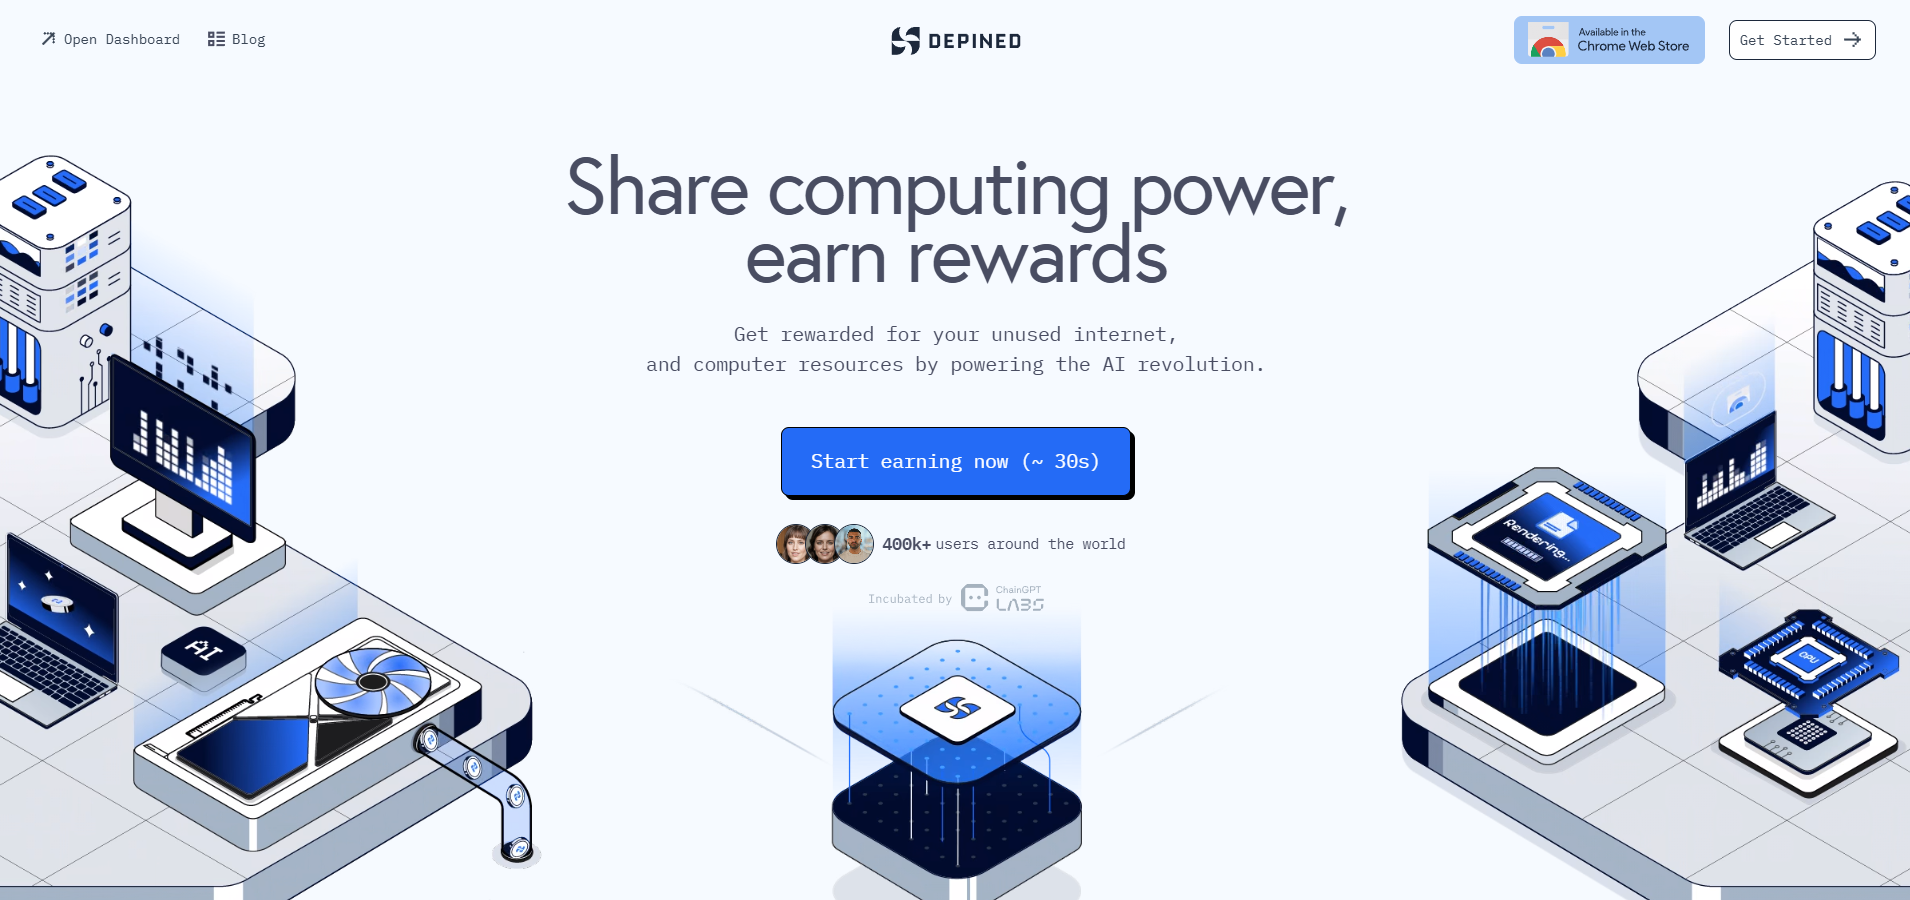 Open Dashboard
Blog
DEPINED
Available in the
Chrome Web Store
Get Started
Share computing power,
earn rewards
Get rewarded for your unused internet,
and computer resources by powering the AI revolution.
Start earning now (~ 30s)
400k+ users around the world
Incubated by
ChainGPT
LABS
AI
Rendering...
CPU